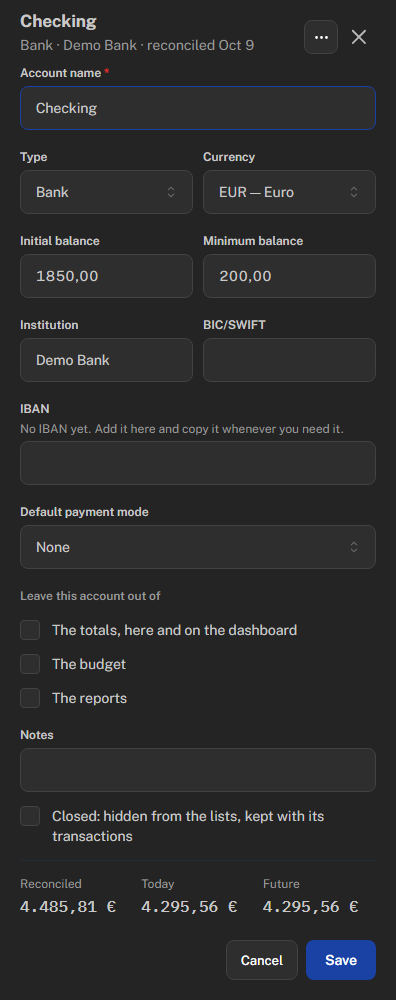 Checking
Bank · Demo Bank · reconciled Oct 9
Account name *
Checking
Type
Currency
Bank
EUR — Euro
Initial balance
Minimum balance
1850,00
200,00
Institution
BIC/SWIFT
Demo Bank
IBAN
No IBAN yet. Add it here and copy it whenever you need it.
Default payment mode
None
Leave this account out of
The totals, here and on the dashboard
The budget
The reports
Notes
Closed: hidden from the lists, kept with its
transactions
Reconciled
Today
Future
4.485,81 €
4.295,56 €
4.295,56 €
Cancel
Save